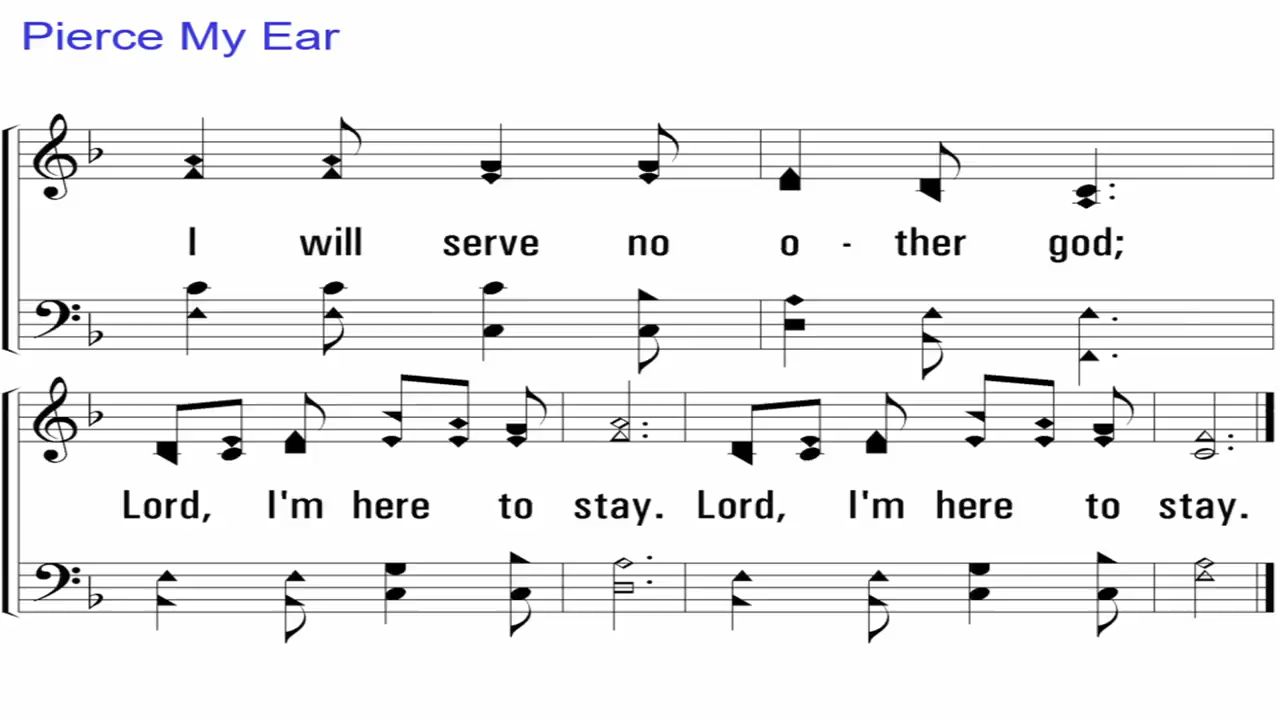 Pierce My Ear
I will serve no o - ther god;
Lord, I'm here to stay. Lord, I'm here to stay.